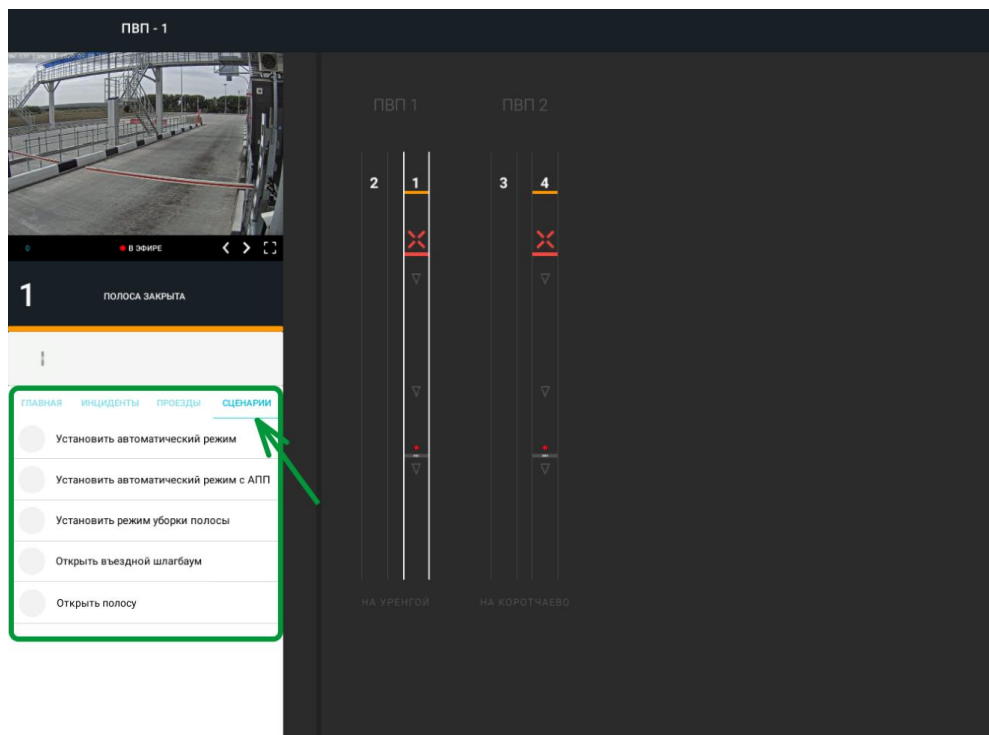 ПВП - 1
0
В ЭФИРЕ
1
ПОЛОСА ЗАКРЫТА
ГЛАВНАЯ ИНЦИДЕНТЫ ПРОЕЗДЫ СЦЕНАРИИ
Установить автоматический режим
Установить автоматический режим с АПП
Установить режим уборки полосы
Открыть въездной шлагбаум
Открыть полосу
ПВП 1 ПВП 2
2 1 3 4
НА УРЕНГОЙ НА КОРОТЧАЕВО